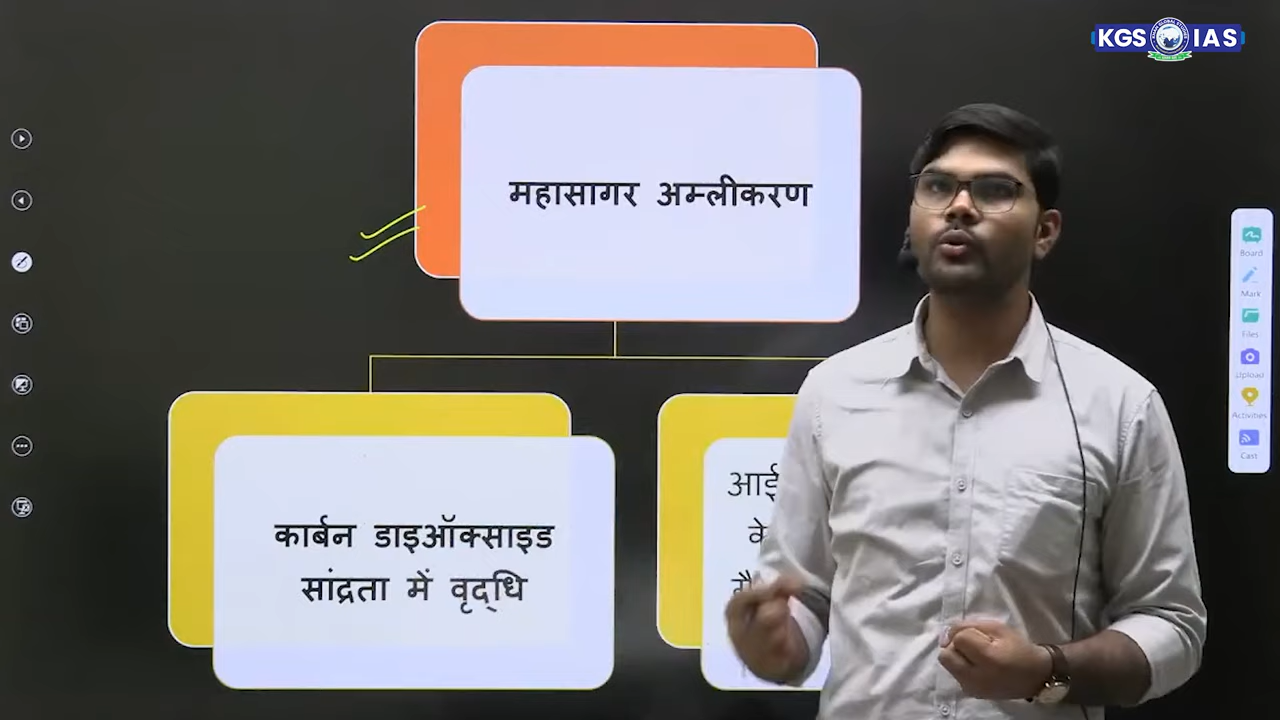 KGS IAS
महासागर अम्लीकरण
कार्बन डाइऑक्साइड
सांद्रता में वृद्धि
Board
Mark
Files
Upload
Activities
Cast